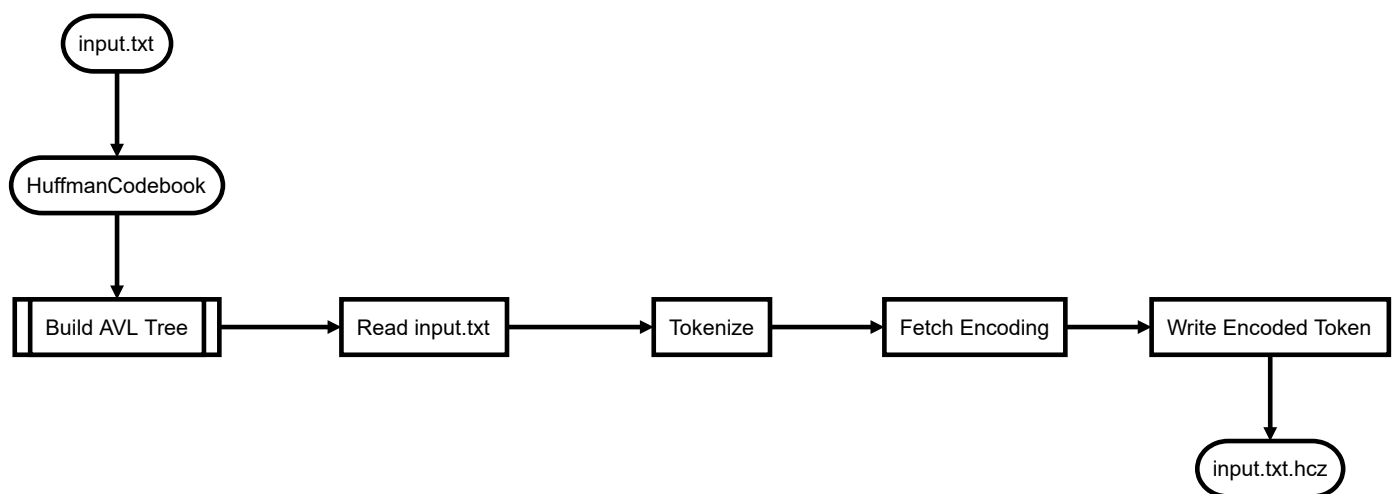 input.txt
HuffmanCodebook
Build AVL Tree
Read input.txt
Tokenize
Fetch Encoding
Write Encoded Token
input.txt.hcz